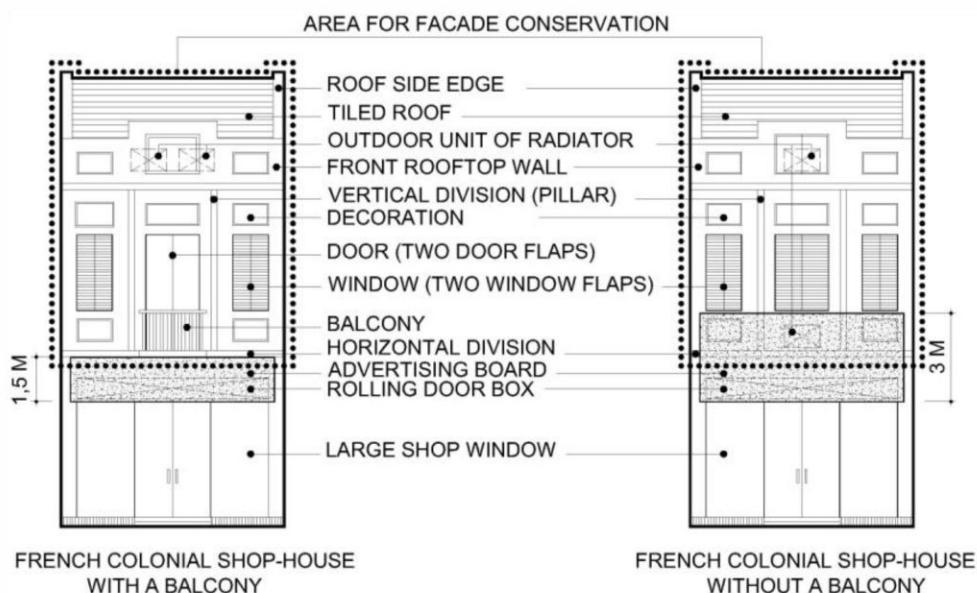 AREA FOR FACADE CONSERVATION
ROOF SIDE EDGE
TILED ROOF
OUTDOOR UNIT OF RADIATOR
FRONT ROOFTOP WALL
VERTICAL DIVISION (PILLAR)
DECORATION
DOOR (TWO DOOR FLAPS)
WINDOW (TWO WINDOW FLAPS)
BALCONY
HORIZONTAL DIVISION
ADVERTISING BOARD
ROLLING DOOR BOX
LARGE SHOP WINDOW
1,5 M
3 M
FRENCH COLONIAL SHOP-HOUSE
WITH A BALCONY
FRENCH COLONIAL SHOP-HOUSE
WITHOUT A BALCONY